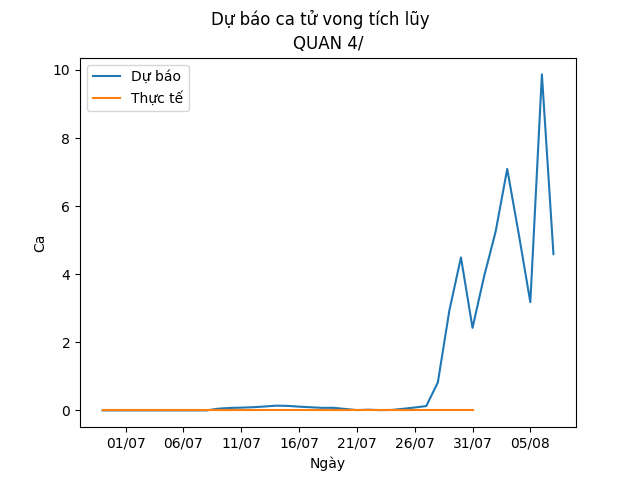 Dự báo ca tử vong tích lũy
QUAN 4/
Dự báo
Thực tế
10
8
6
4
2
0
Ca
01/07 06/07 11/07 16/07 21/07 26/07 31/07 05/08
Ngày